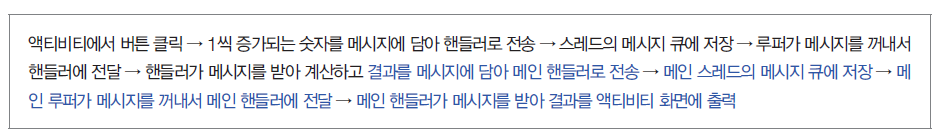 액티비티에서 버튼 클릭 → 1씩 증가되는 숫자를 메시지에 담아 핸들러로 전송 → 스레드의 메시지 큐에 저장 → 루퍼가 메시지를 꺼내서
핸들러에 전달 → 핸들러가 메시지를 받아 계산하고 결과를 메시지에 담아 메인 핸들러로 전송 → 메인 스레드의 메시지 큐에 저장 → 메
인 루퍼가 메시지를 꺼내서 메인 핸들러에 전달 → 메인 핸들러가 메시지를 받아 결과를 액티비티 화면에 출력